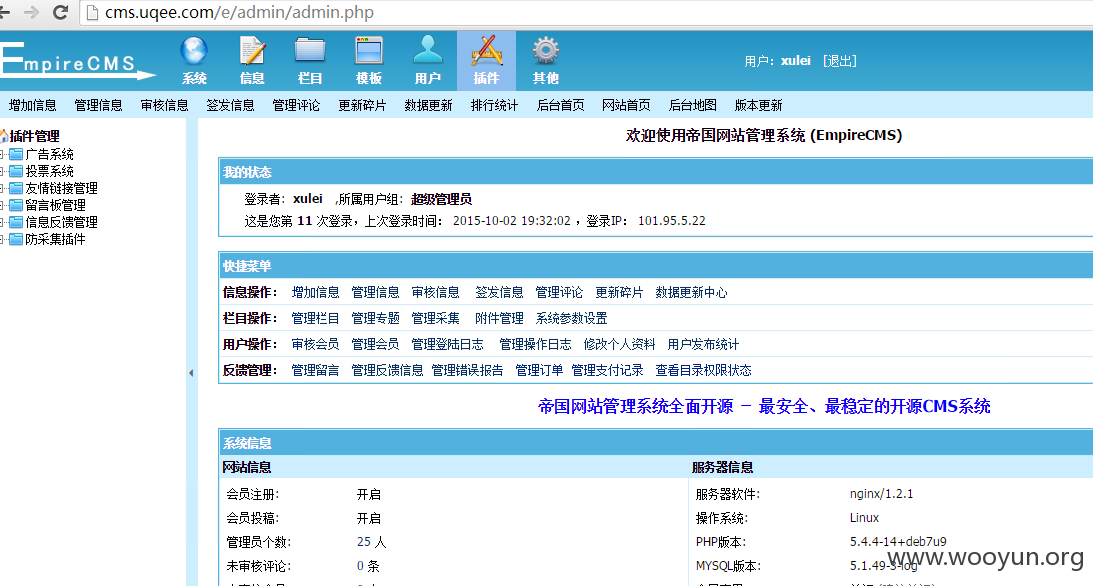 cms.uqee.com/e/admin/admin.php
EmpireCMS
系统 信息 栏目 模板 用户 插件 其他
用户: xulei [退出]
增加信息 管理信息 审核信息 签发信息 管理评论 更新碎片 数据更新 排行统计 后台首页 网站首页 后台地图 版本更新
插件管理
广告系统
投票系统
友情链接管理
留言板管理
信息反馈管理
防采集插件
欢迎使用帝国网站管理系统 (EmpireCMS)
我的状态
登录者: xulei ,所属用户组: 超级管理员
这是您第 11 次登录，上次登录时间： 2015-10-02 19:32:02 ，登录IP： 101.95.5.22
快捷菜单
信息操作： 增加信息 管理信息 审核信息 签发信息 管理评论 更新碎片 数据更新中心
栏目操作： 管理栏目 管理专题 管理采集 附件管理 系统参数设置
用户操作： 审核会员 管理会员 管理登陆日志 管理操作日志 修改个人资料 用户发布统计
反馈管理： 管理留言 管理反馈信息 管理错误报告 管理订单 管理支付记录 查看目录权限状态
帝国网站管理系统全面开源 － 最安全、最稳定的开源CMS系统
系统信息
网站信息 服务器信息
会员注册: 开启 服务器软件: nginx/1.2.1
会员投稿: 开启 操作系统: Linux
管理员个数: 25 人 PHP版本: 5.4.4-14+deb7u9
未审核评论: 0 条 MYSQL版本: 5.1.49-3-log
www.wooyun.org